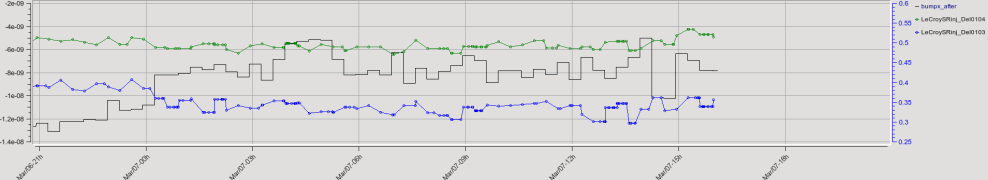 -2e-09
-4e-09
-6e-09
-8e-09
-1e-08
-1.2e-08
-1.4e-08
0.6
0.55
0.5
0.45
0.4
0.35
0.3
0.25
bumpx_after
LeCroySRinj_Del0104
LeCroySRinj_Del0103
Mar/06-21h
Mar/07-00h
Mar/07-03h
Mar/07-06h
Mar/07-09h
Mar/07-12h
Mar/07-15h
Mar/07-18h